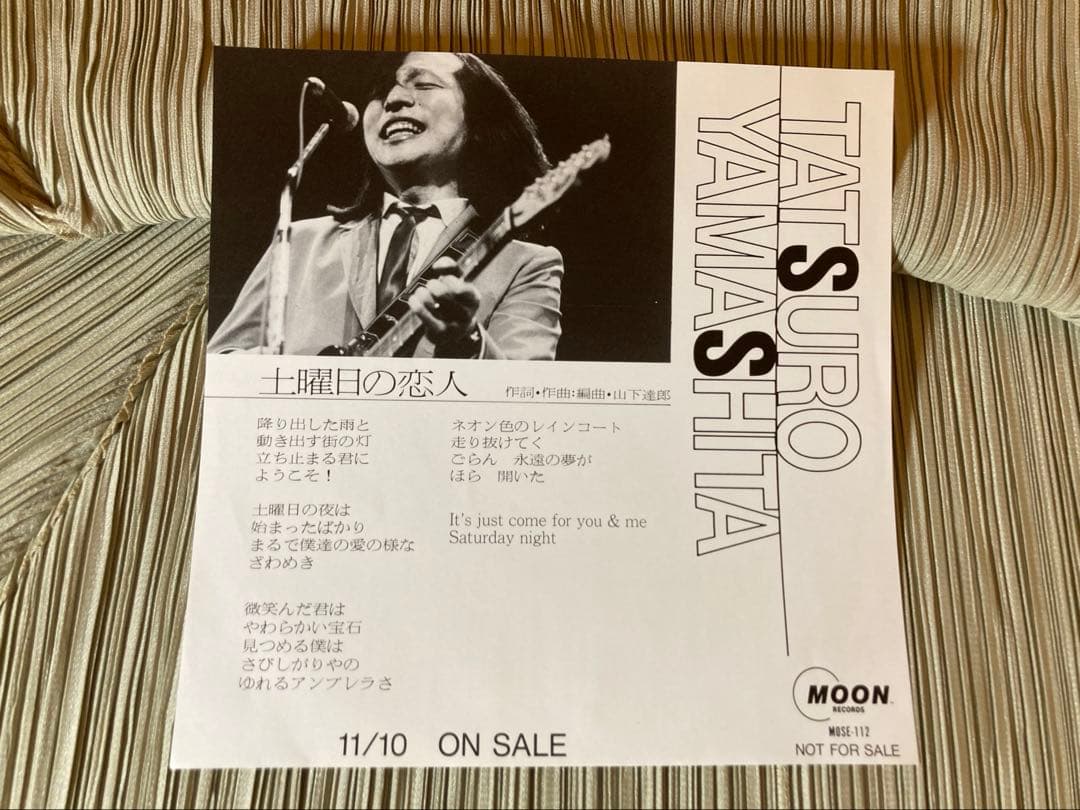 TATSURO
YAMASHITA
土曜日の恋人
作詞・作曲:編曲・山下達郎
降り出した雨と
動き出す街の灯
立ち止まる君に
ようこそ!
土曜日の夜は
始まったばかり
まるで僕達の愛の様な
ざわめき
微笑んだ君は
やわらかい宝石
見つめる僕は
さびしがりやの
ゆれるアンブレラさ
ネオン色のレインコート
走り抜けてく
ごらん 永遠の夢が
ほら 開いた
It's just come for you & me
Saturday night
11/10 ON SALE
MOON
RECORDS
MOSE-112
NOT FOR SALE